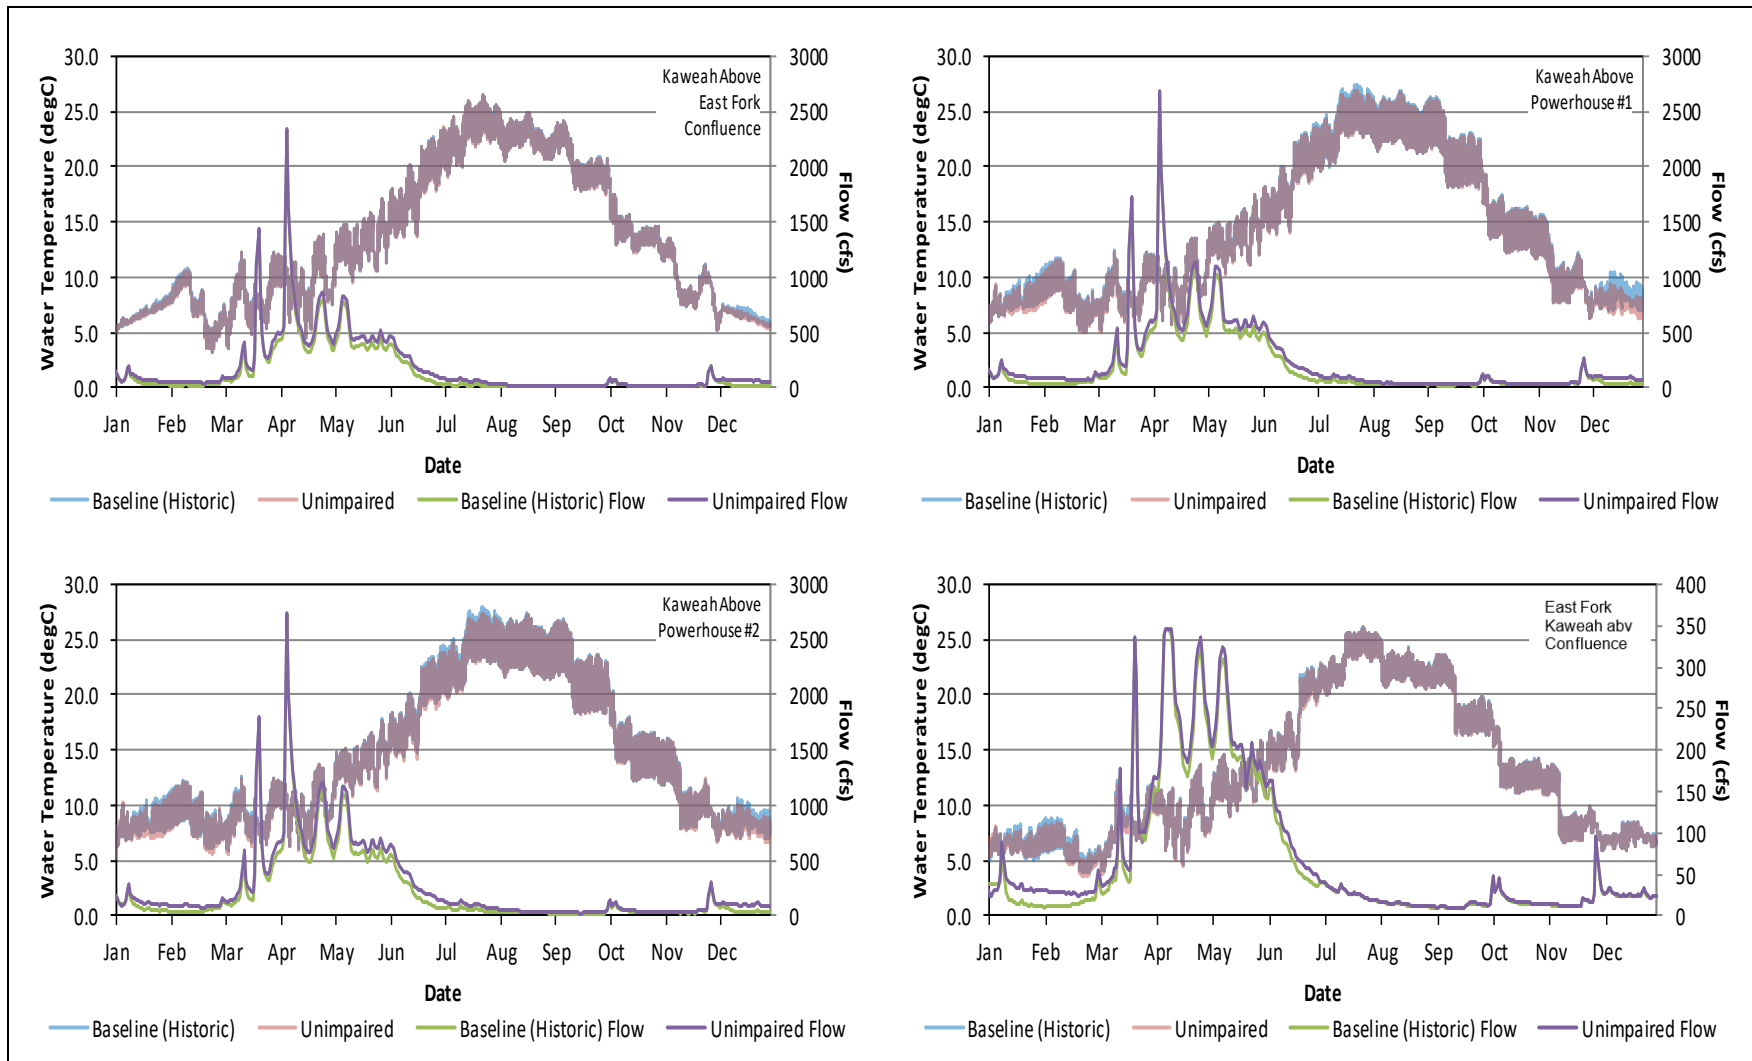 30.0
25.0
20.0
15.0
10.0
5.0
0.0
Water Temperature (degC)
3000
2500
2000
1500
1000
500
0
Flow (cfs)
Kaweah Above
East Fork
Confluence
Jan Feb Mar Apr May Jun Jul Aug Sep Oct Nov Dec
Date
Baseline (Historic) Unimpaired Baseline (Historic) Flow Unimpaired Flow
30.0
25.0
20.0
15.0
10.0
5.0
0.0
Water Temperature (degC)
3000
2500
2000
1500
1000
500
0
Flow (cfs)
Kaweah Above
Powerhouse #1
Jan Feb Mar Apr May Jun Jul Aug Sep Oct Nov Dec
Date
Baseline (Historic) Unimpaired Baseline (Historic) Flow Unimpaired Flow
30.0
25.0
20.0
15.0
10.0
5.0
0.0
Water Temperature (degC)
3000
2500
2000
1500
1000
500
0
Flow (cfs)
Kaweah Above
Powerhouse #2
Jan Feb Mar Apr May Jun Jul Aug Sep Oct Nov Dec
Date
Baseline (Historic) Unimpaired Baseline (Historic) Flow Unimpaired Flow
30.0
25.0
20.0
15.0
10.0
5.0
0.0
Water Temperature (degC)
400
350
300
250
200
150
100
50
0
Flow (cfs)
East Fork
Kaweah abv
Confluence
Jan Feb Mar Apr May Jun Jul Aug Sep Oct Nov Dec
Date
Baseline (Historic) Unimpaired Baseline (Historic) Flow Unimpaired Flow